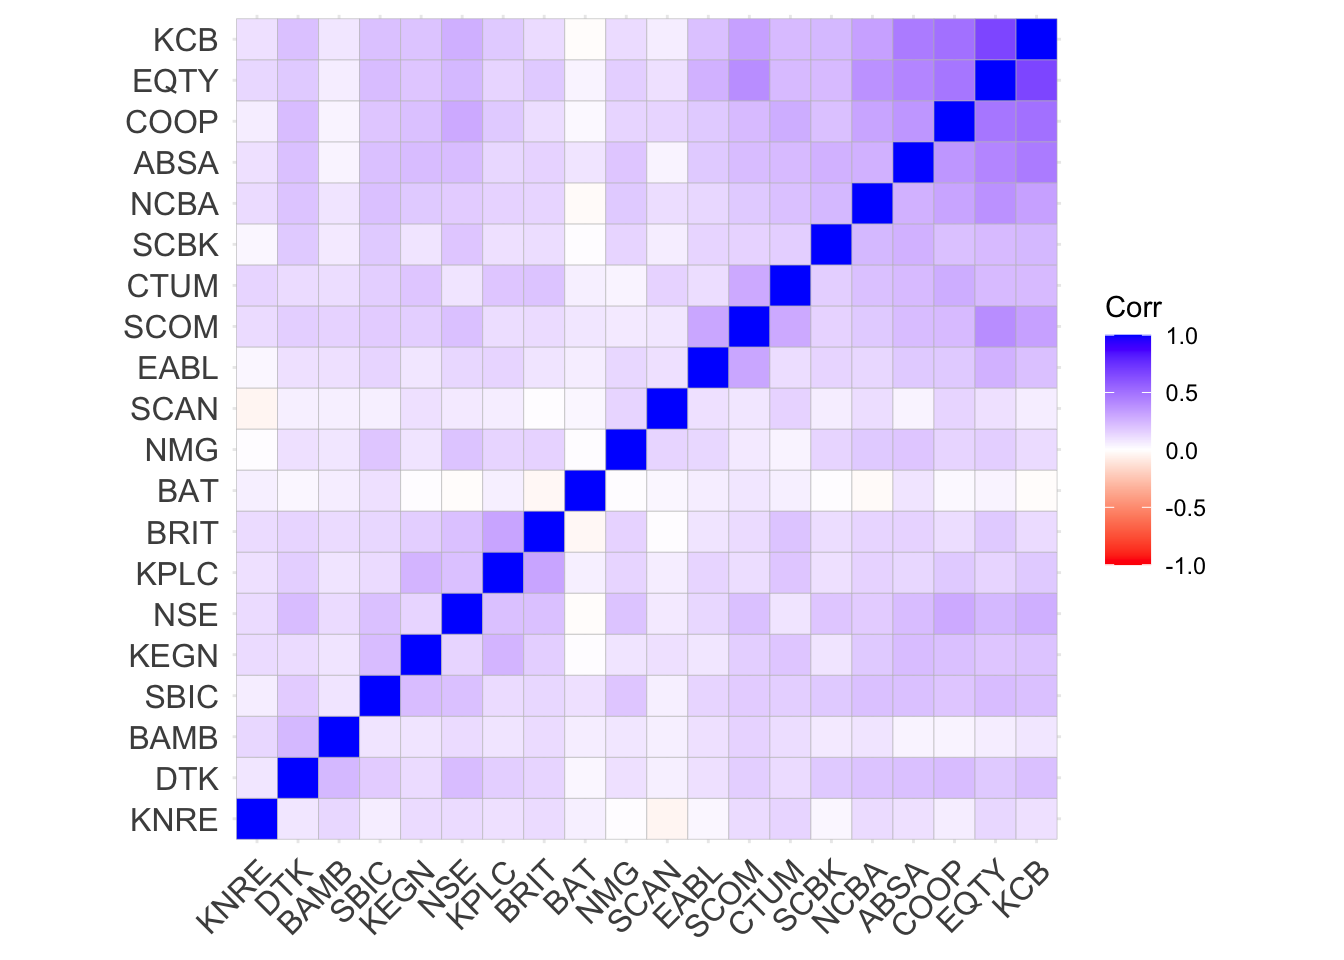 KCB
EQTY
COOP
ABSA
NCBA
SCBK
CTUM
SCOM
EABL
SCAN
NMG
BAT
BRIT
KPLC
NSE
KEGN
SBIC
BAMB
DTK
KNRE
KNRE
DTK
BAMB
SBIC
KEGN
NSE
KPLC
BRIT
BAT
NMG
SCAN
EABL
SCOM
CTUM
SCBK
NCBA
ABSA
COOP
EQTY
KCB
Corr
1.0
0.5
0.0
-0.5
-1.0